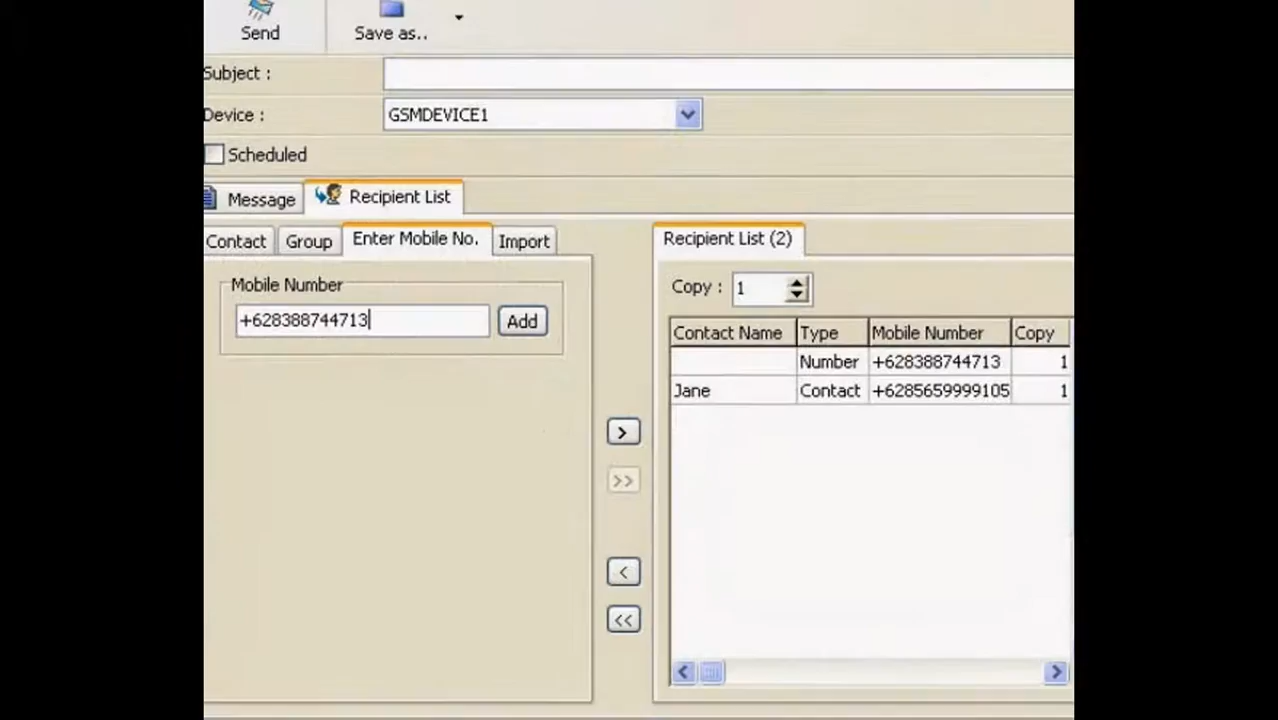 Send Save as..
Subject :
Device : GSMDEVICE1
Scheduled
Message Recipient List
Contact Group Enter Mobile No. Import
Recipient List (2)
Mobile Number
Copy : 1
+628388744713 Add
Contact Name Type Mobile Number Copy
Number +628388744713 1
Jane Contact +6285659999105 1
>
>>
<
<<